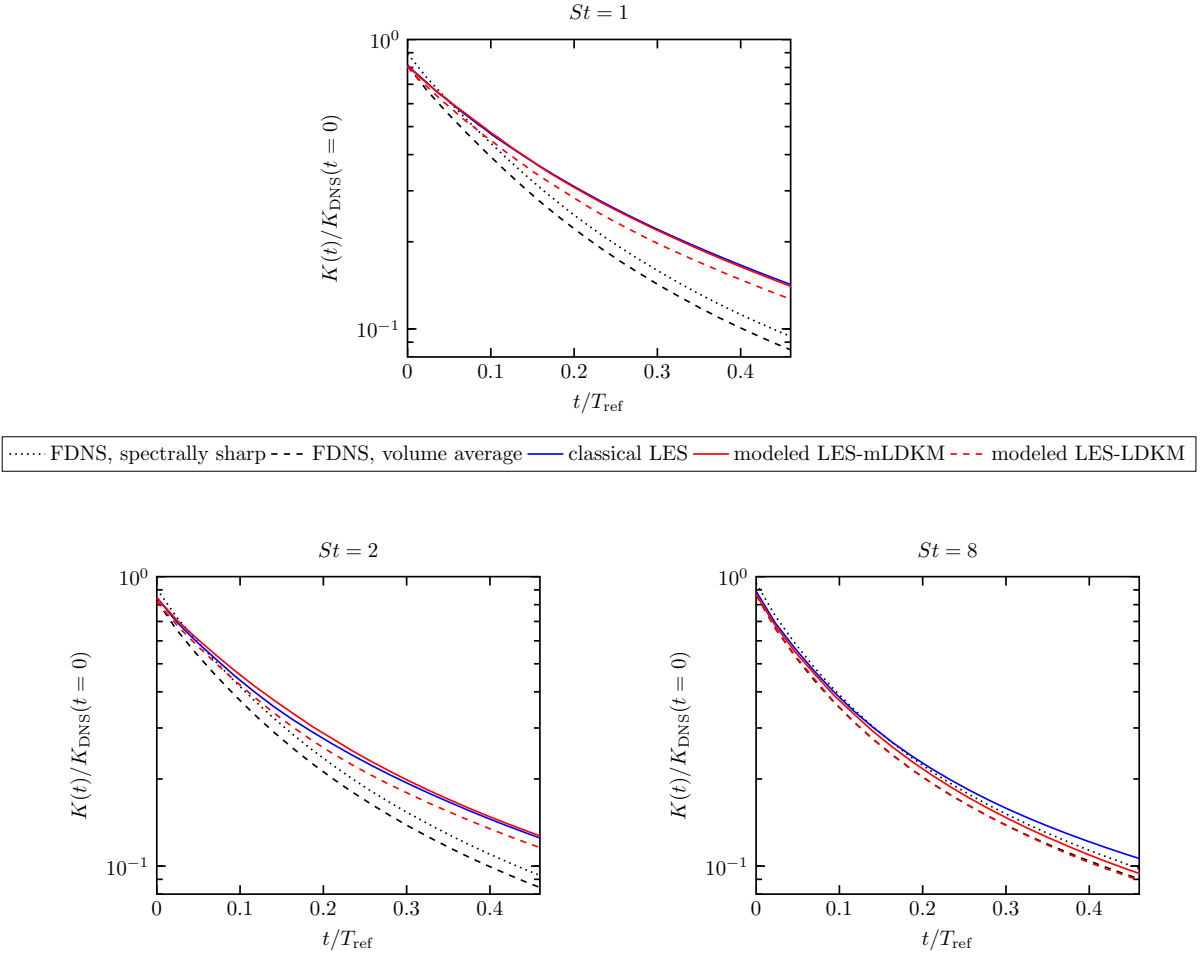 St = 1
10^0
10^{-1}
K(t)/K_DNS(t = 0)
0 0.1 0.2 0.3 0.4
t/T_ref
FDNS, spectrally sharp FDNS, volume average classical LES modeled LES-mLDKM modeled LES-LDKM
St = 2
10^0
10^{-1}
K(t)/K_DNS(t = 0)
0 0.1 0.2 0.3 0.4
t/T_ref
St = 8
10^0
10^{-1}
K(t)/K_DNS(t = 0)
0 0.1 0.2 0.3 0.4
t/T_ref